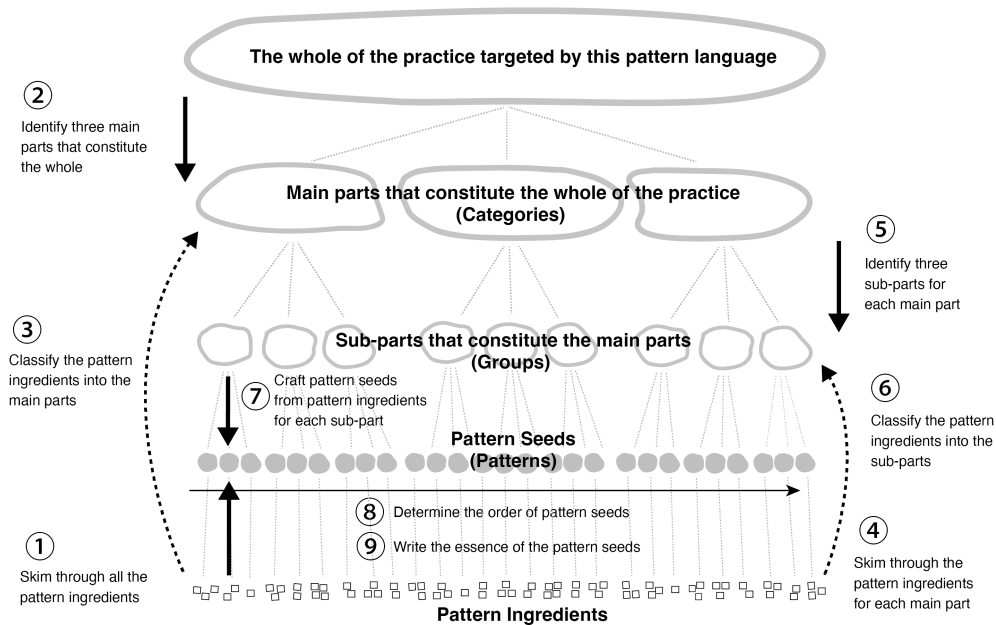 The whole of the practice targeted by this pattern language
②
Identify three main
parts that constitute
the whole
Main parts that constitute the whole of the practice
(Categories)
⑤
Identify three
sub-parts for
each main part
③
Classify the pattern
ingredients into the
main parts
Sub-parts that constitute the main parts
(Groups)
⑦
Craft pattern seeds
from pattern ingredients
for each sub-part
⑥
Classify the pattern
ingredients into the
sub-parts
Pattern Seeds
(Patterns)
⑧ Determine the order of pattern seeds
⑨ Write the essence of the pattern seeds
①
Skim through all the
pattern ingredients
④
Skim through the
pattern ingredients
for each main part
Pattern Ingredients